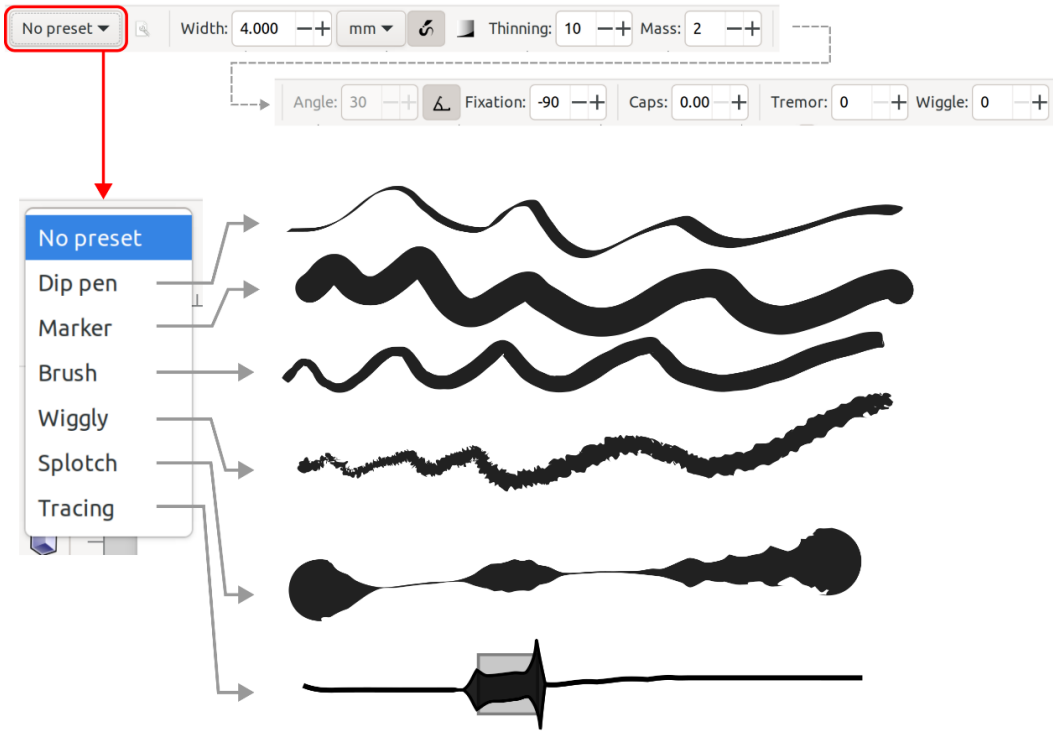 No preset Width: 4.000 mm Thinning: 10 Mass: 2
Angle: 30 Fixation: -90 Caps: 0.00 Tremor: 0 Wiggle: 0
No preset
Dip pen
Marker
Brush
Wiggly
Splotch
Tracing